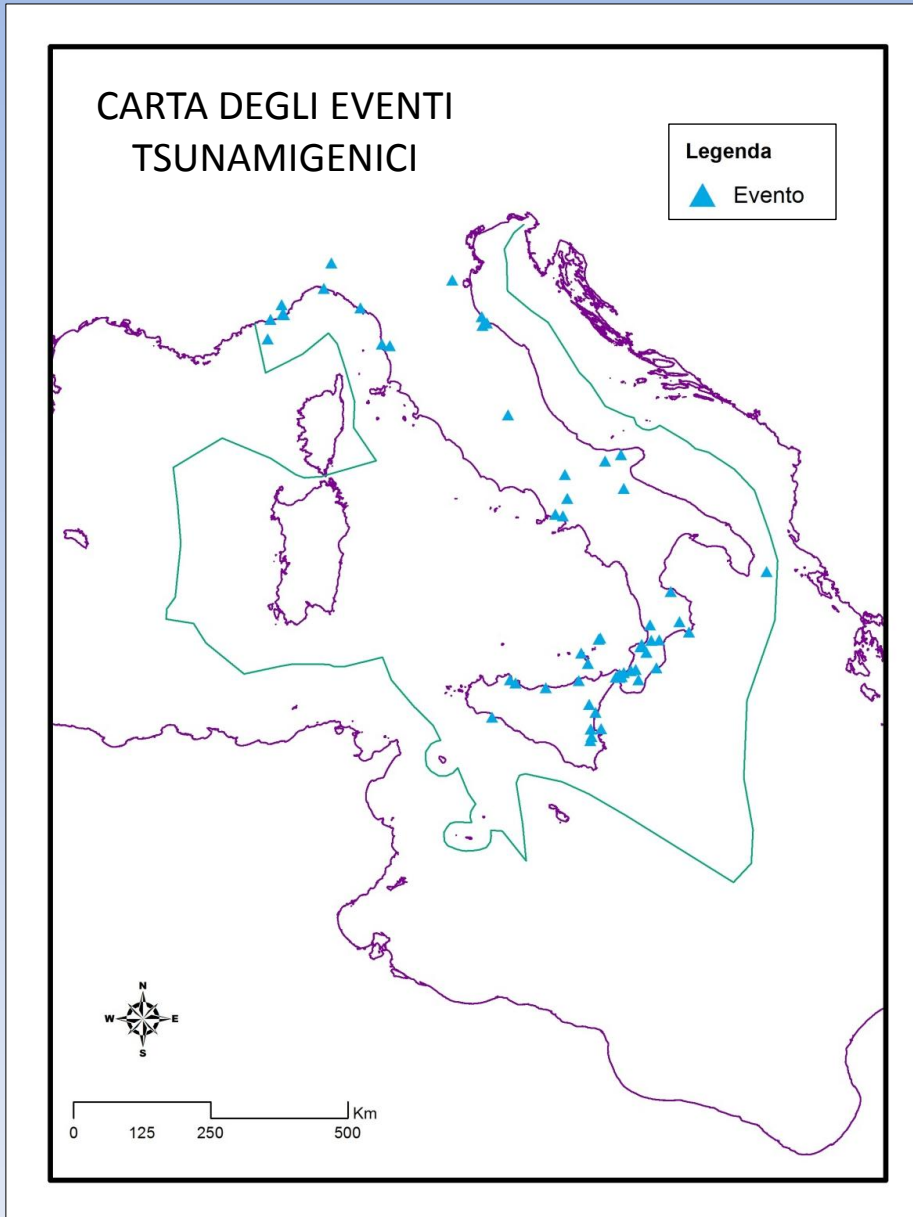 CARTA DEGLI EVENTI
TSUNAMIGENICI
Legenda
Evento
N
W E
S
Km
0 125 250 500